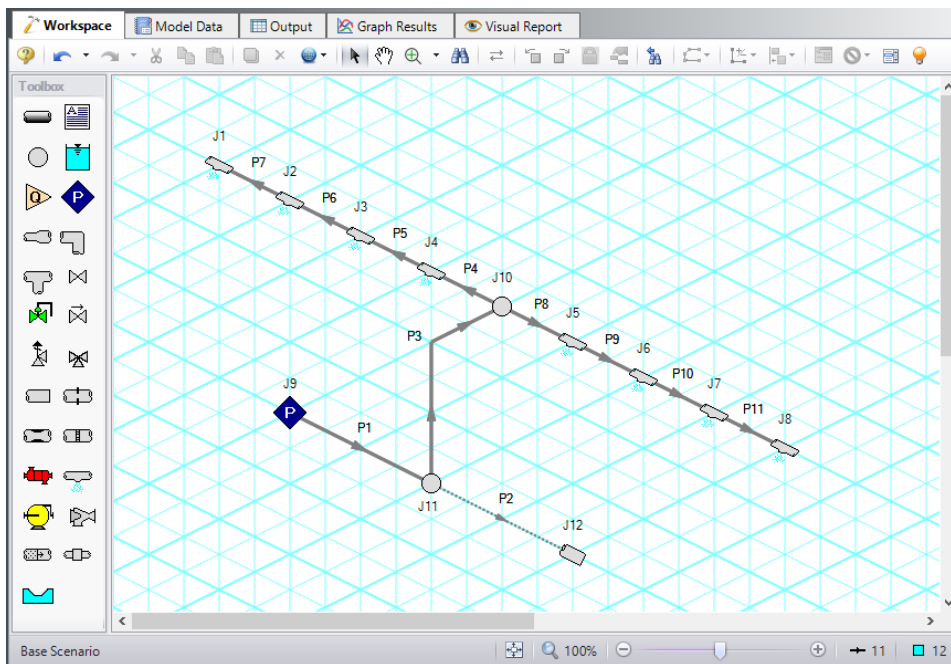 Workspace Model Data Output Graph Results Visual Report
Toolbox
A
Q P
J1
P7
J2
P6
J3
P5
J4
P4
J10
P8
J5
P9
J6
P10
J7
P11
J8
P3
J9
P
P1
J11
P2
J12
Base Scenario 100% 11 12